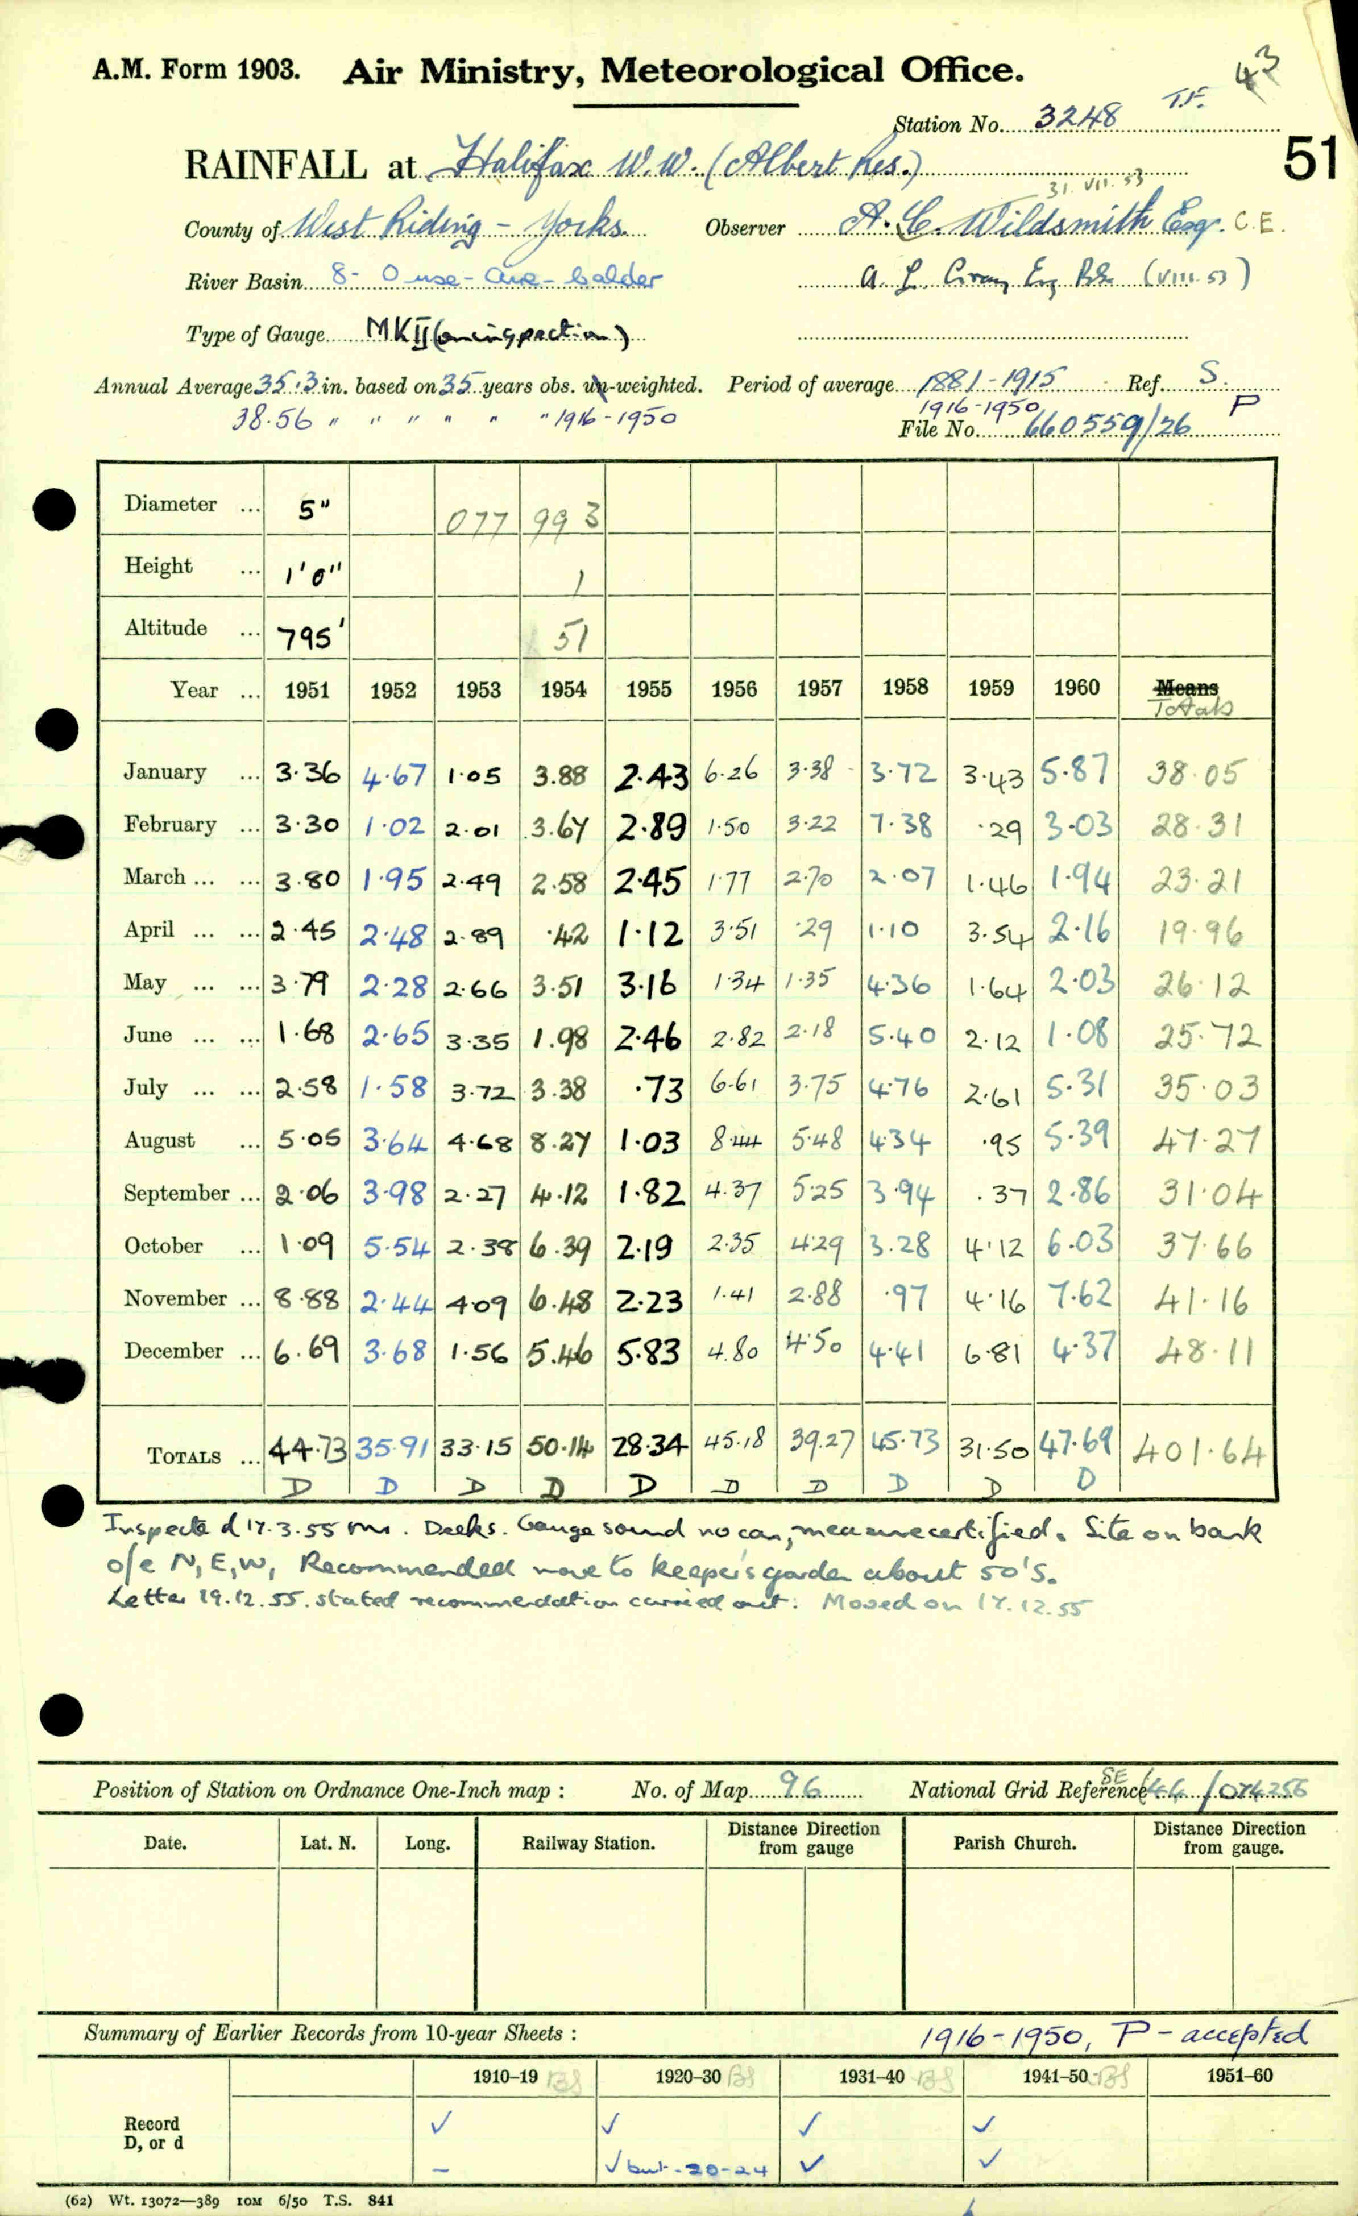 43
A.M. Form 1903. Air Ministry, Meteorological Office.
T.F.
Station No. 3248
51
RAINFALL at Halifax W.W. (Albert Res.)
31. VII. 53
County of West Riding - Yorks. Observer A. C. Wildsmith Esqr. C.E.
River Basin 8- Ouse - Aire - Calder A. L. Esq BSc (VIII.53)
Type of Gauge MK II (on inspection)
Annual Average 35.3 in. based on 35 years obs. un-weighted. Period of average 1881-1915 Ref. S.
38.56 " " " " " " 1916-1950 1916-1950 P
File No. 660559/26
Diameter ... 5" 077 99 3
Height ... 1'0" 1
Altitude ... 795' 51
Year ... 1951 1952 1953 1954 1955 1956 1957 1958 1959 1960 Means
Totals
January ... 3.36 4.67 1.05 3.88 2.43 6.26 3.38 3.72 3.43 5.87 38.05
February ... 3.30 1.02 2.01 3.64 2.89 1.50 3.22 7.38 .29 3.03 28.31
March ... ... 3.80 1.95 2.49 2.58 2.45 1.77 2.70 2.07 1.46 1.94 23.21
April ... ... 2.45 2.48 2.89 .42 1.12 3.51 .29 1.10 3.54 2.16 19.96
May ... ... 3.79 2.28 2.66 3.51 3.16 1.34 1.35 4.36 1.64 2.03 26.12
June ... ... 1.68 2.65 3.35 1.98 2.46 2.82 2.18 5.40 2.12 1.08 25.72
July ... ... 2.58 1.58 3.72 3.38 .73 6.61 3.75 4.76 2.61 5.31 35.03
August ... 5.05 3.64 4.68 8.27 1.03 8.44 5.48 4.34 .95 5.39 47.27
September ... 2.06 3.98 2.27 4.12 1.82 4.37 5.25 3.94 .37 2.86 31.04
October ... 1.09 5.54 2.38 6.39 2.19 2.35 4.29 3.28 4.12 6.03 37.66
November ... 8.88 2.44 4.09 6.48 2.23 1.41 2.88 .97 4.16 7.62 41.16
December ... 6.69 3.68 1.56 5.46 5.83 4.80 4.50 4.41 6.81 4.37 48.11
TOTALS ... 44.73 35.91 33.15 50.14 28.34 45.18 39.27 45.73 31.50 47.69 401.64
D D D D D D D D D D
Inspected 17.3.55 Mr. Deeks. Gauge sound no can, measure certified. Site on bank
o/e N, E, W, Recommended move to keeper's garden about 50'S.
Letter 19.12.55. stated recommendation carried out. Moved on 17.12.55
Position of Station on Ordnance One-Inch map : No. of Map 96 National Grid Reference SE 44/074256
Date. Lat. N. Long. Railway Station. Distance from Direction gauge Parish Church. Distance from Direction gauge.
Summary of Earlier Records from 10-year Sheets : 1916-1950, P - accepted
1910-19 BS 1920-30 BS 1931-40 BS 1941-50 BS 1951-60
Record ✓ ✓ ✓ ✓
D, or d - ✓ but - 20-24 ✓ ✓
(62) Wt. 13072—389 10M 6/50 T.S. 841